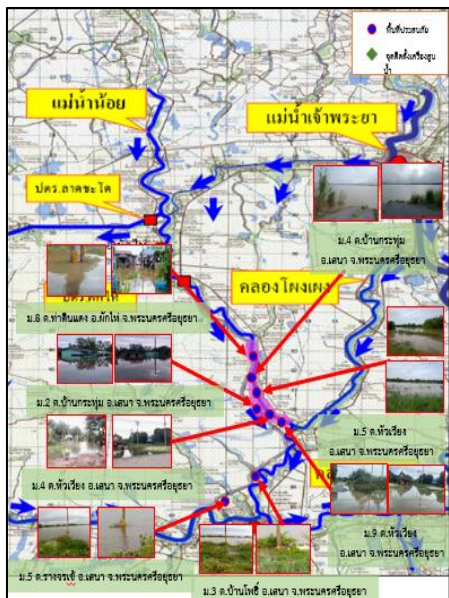 พื้นที่ประสบภัย
จุดติดตั้งเครื่องสูบ
น้ำ
แม่น้ำน้อย
แม่น้ำเจ้าพระยา
ปตร.ลาดชะโด
ม.4 ต.บ้านกระทุ่ม
อ.เสนา จ.พระนครศรีอยุธยา
คลองโผงเผง
ม.8 ต.ท่าดินแดง อ.ผักไห่ จ.พระนครศรีอยุธยา
ม.2 ต.บ้านกระทุ่ม อ.เสนา จ.พระนครศรีอยุธยา
ม.5 ต.หัวเวียง
อ.เสนา จ.พระนครศรีอยุธยา
ม.4 ต.หัวเวียง อ.เสนา จ.พระนครศรีอยุธยา
ม.9 ต.หัวเวียง
อ.เสนา จ.พระนครศรีอยุธยา
ม.5 ต.รางจรเข้ อ.เสนา จ.พระนครศรีอยุธยา
ม.3 ต.บ้านโพธิ์ อ.เสนา จ.พระนครศรีอยุธยา